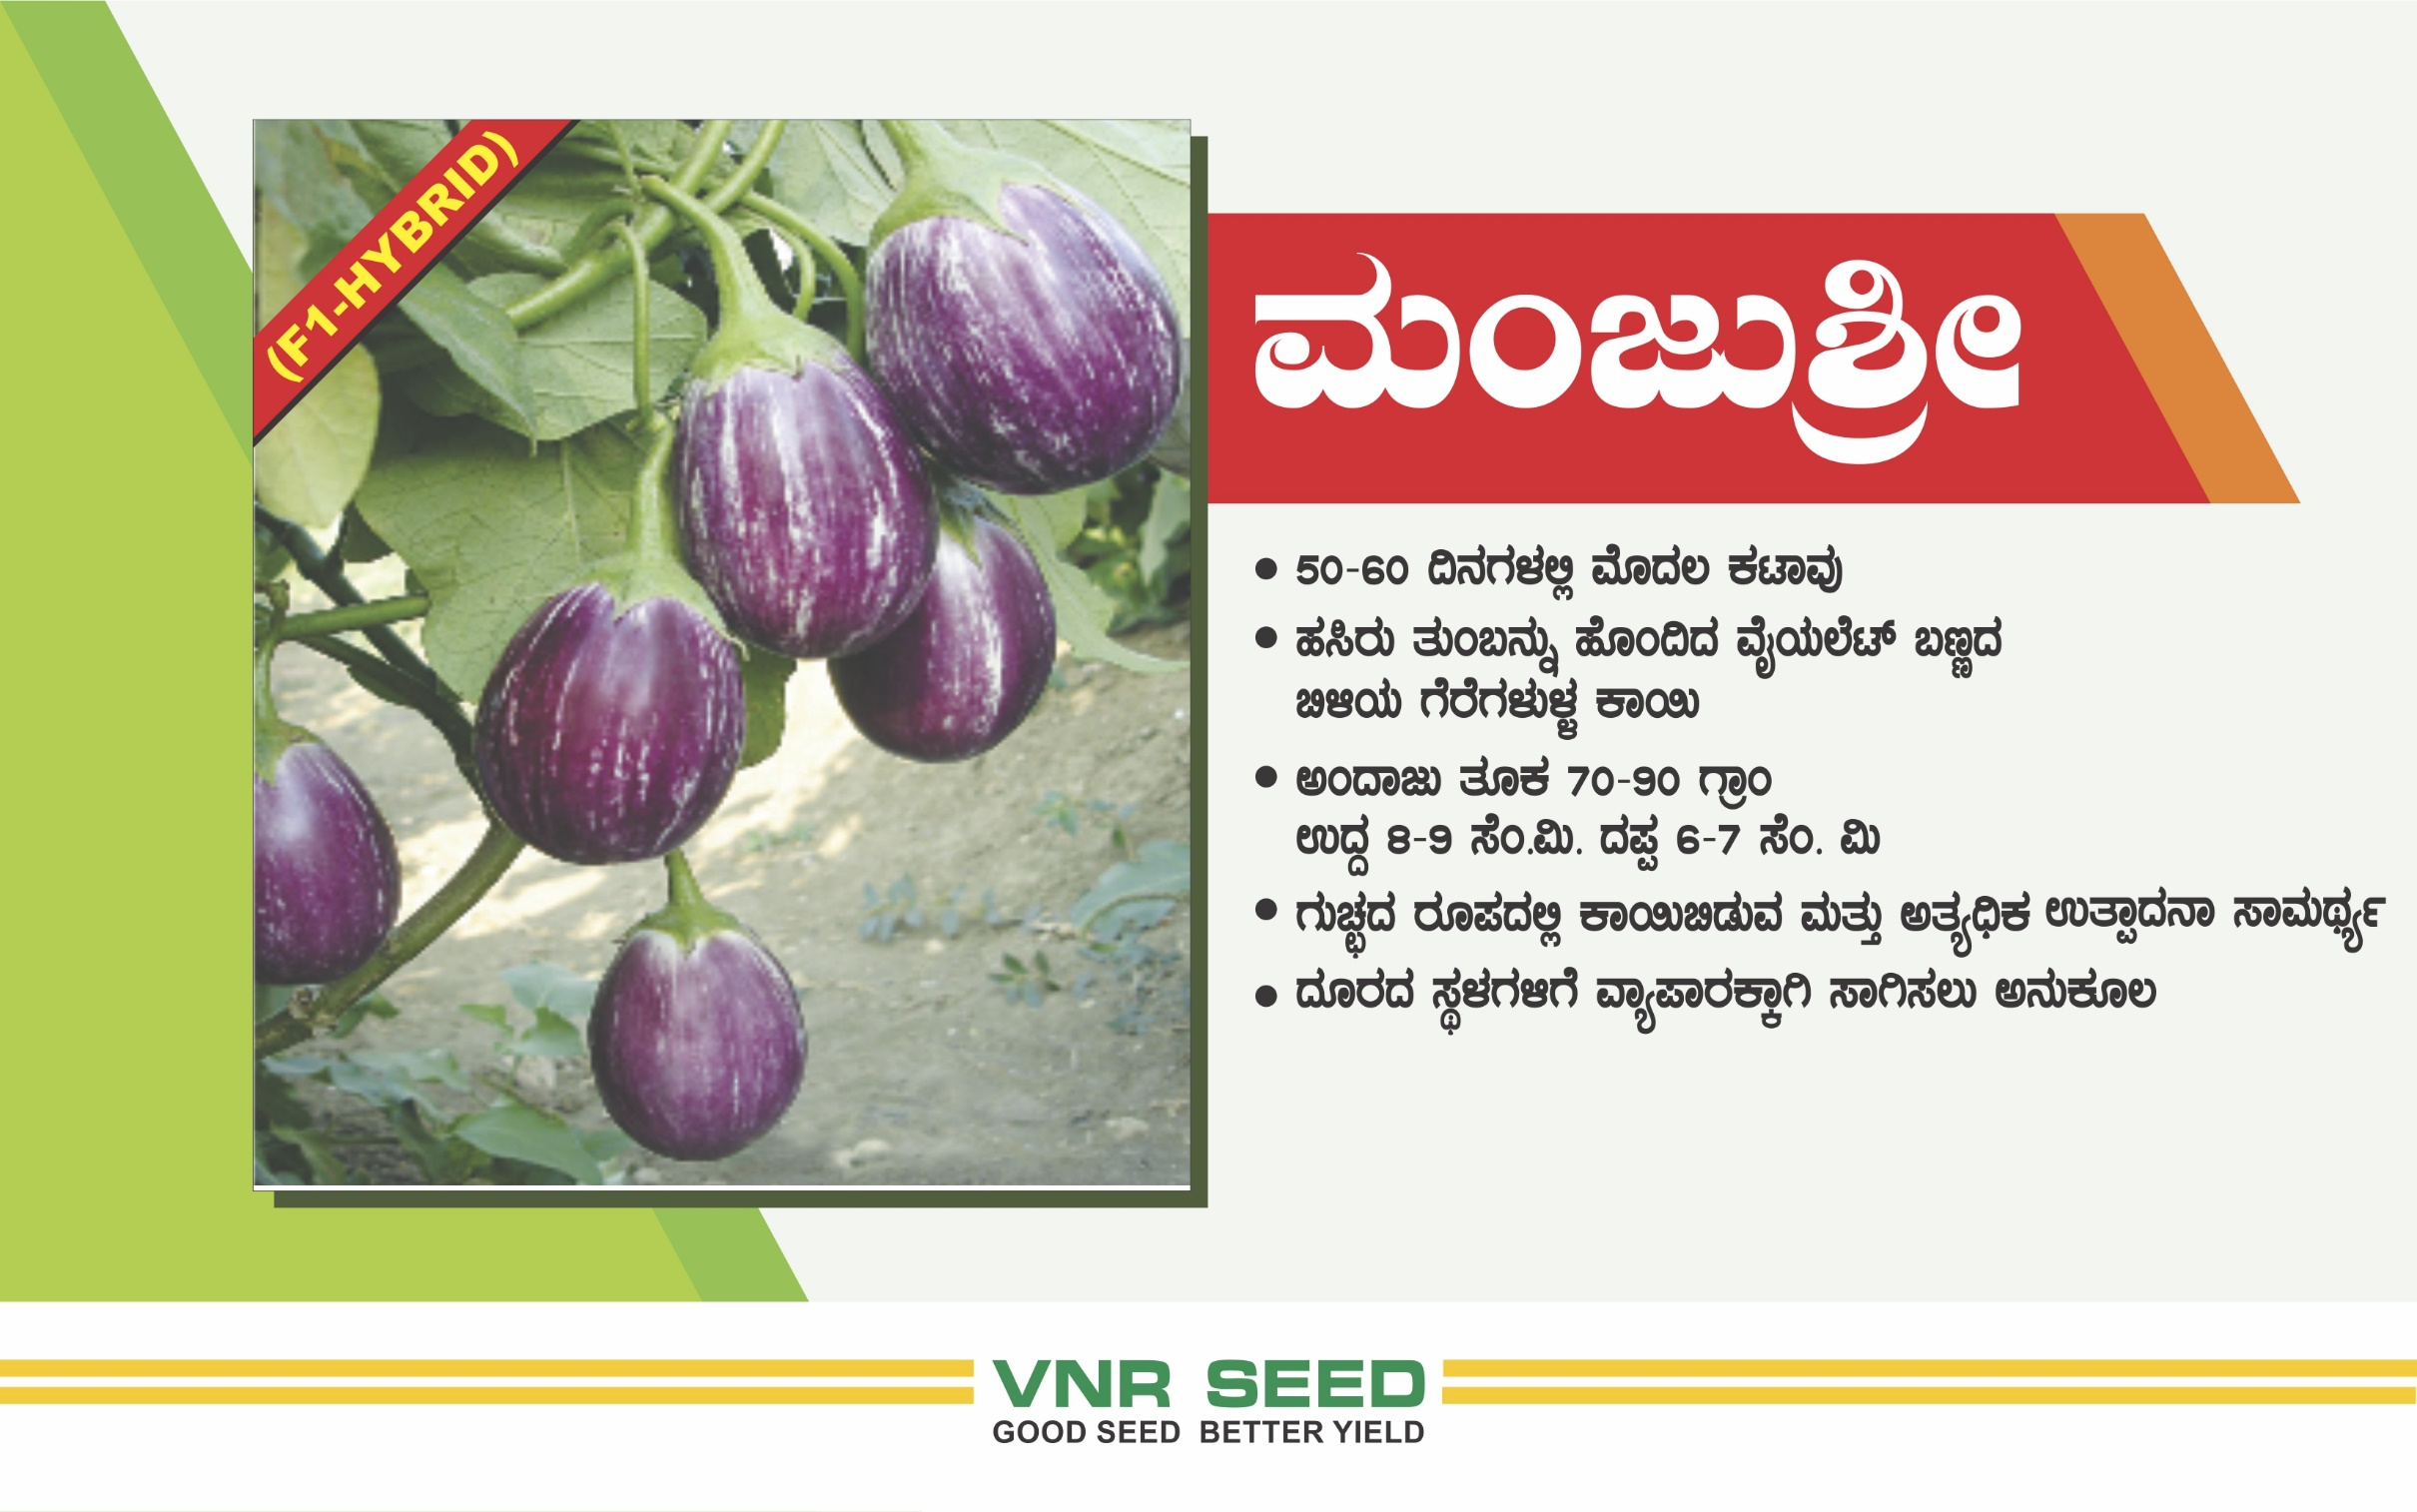 (F1-HYBRID)
ಮಂಜುಶ್ರೀ
• 50-60 ದಿನಗಳಲ್ಲಿ ಮೊದಲ ಕಟಾವು
• ಹಸಿರು ತುಂಬನ್ನು ಹೊಂದಿದ ವೈಯಲೆಟ್ ಬಣ್ಣದ
ಬಿಳಿಯ ಗೆರೆಗಳುಳ್ಳ ಕಾಯಿ
• ಅಂದಾಜು ತೂಕ 70-90 ಗ್ರಾಂ
ಉದ್ದ 8-9 ಸೆಂ.ಮಿ. ದಪ್ಪ 6-7 ಸೆಂ. ಮಿ
• ಗುಚ್ಛದ ರೂಪದಲ್ಲಿ ಕಾಯಿಬಿಡುವ ಮತ್ತು ಅತ್ಯಧಿಕ ಉತ್ಪಾದನಾ ಸಾಮರ್ಥ್ಯ
• ದೂರದ ಸ್ಥಳಗಳಿಗೆ ವ್ಯಾಪಾರಕ್ಕಾಗಿ ಸಾಗಿಸಲು ಅನುಕೂಲ
VNR SEED
GOOD SEED BETTER YIELD